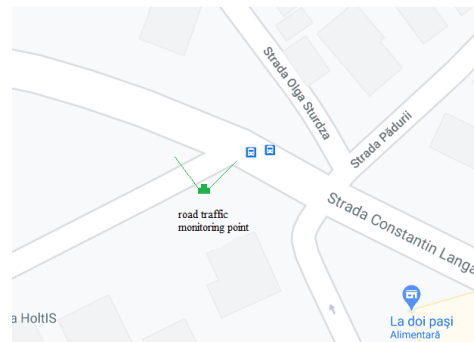 Strada Olga Sturdza
Strada Pădurii
road traffic
monitoring point
Strada Constantin Langa
a HoltIS
La doi pași
Alimentară